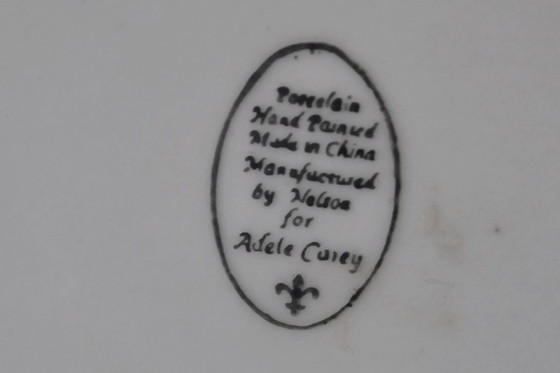 Porcelain
Hand Painted
Made in China
Manufactured
by Nelson
for
Adele Carey